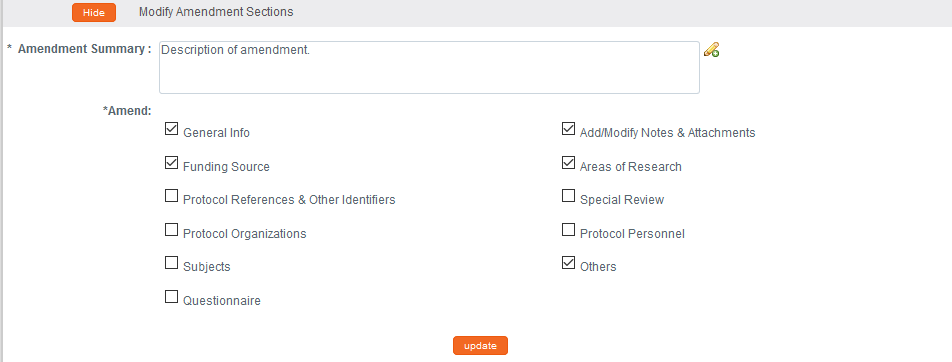 Hide Modify Amendment Sections
* Amendment Summary : Description of amendment.
*Amend:
General Info Add/Modify Notes & Attachments
Funding Source Areas of Research
Protocol References & Other Identifiers Special Review
Protocol Organizations Protocol Personnel
Subjects Others
Questionnaire
update